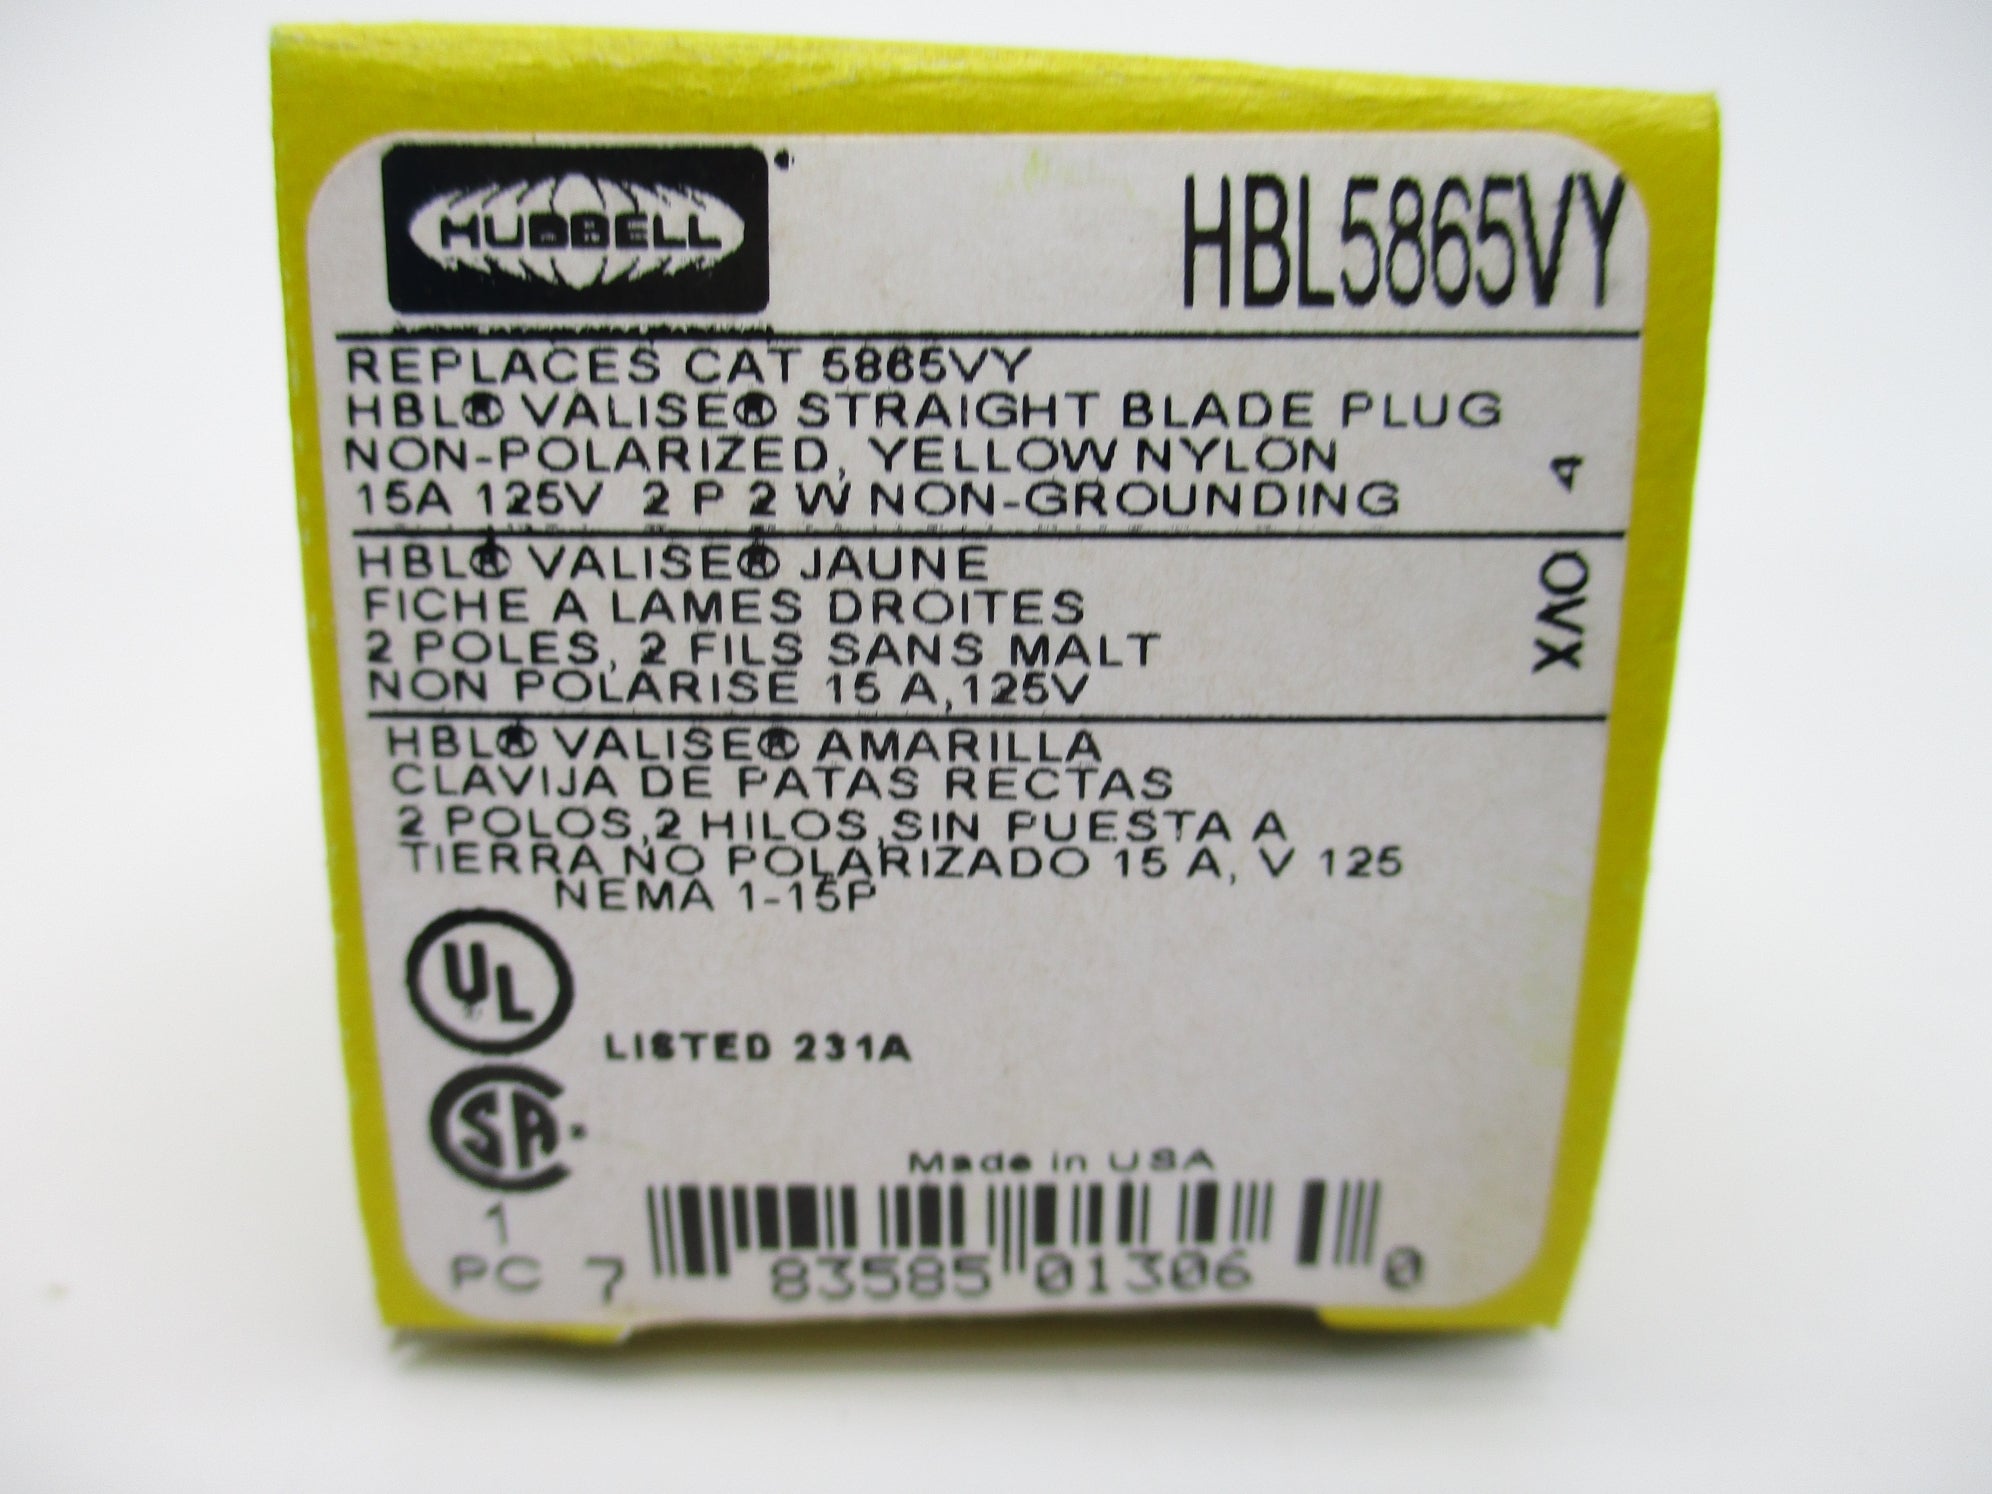 HUBBELL
HBL5865VY
REPLACES CAT 5865VY
HBL® VALISE® STRAIGHT BLADE PLUG
NON-POLARIZED, YELLOW NYLON
15A 125V 2 P 2 W NON-GROUNDING
HBL® VALISE® JAUNE
FICHE A LAMES DROITES
2 POLES, 2 FILS SANS MALT
NON POLARISE 15 A,125V
HBL® VALISE® AMARILLA
CLAVIJA DE PATAS RECTAS
2 POLOS,2 HILOS,SIN PUESTA A
TIERRA NO POLARIZADO 15 A, V 125
NEMA 1-15P
UL
LISTED 231A
SA
Made in USA
1
PC
7 83585 01306 0